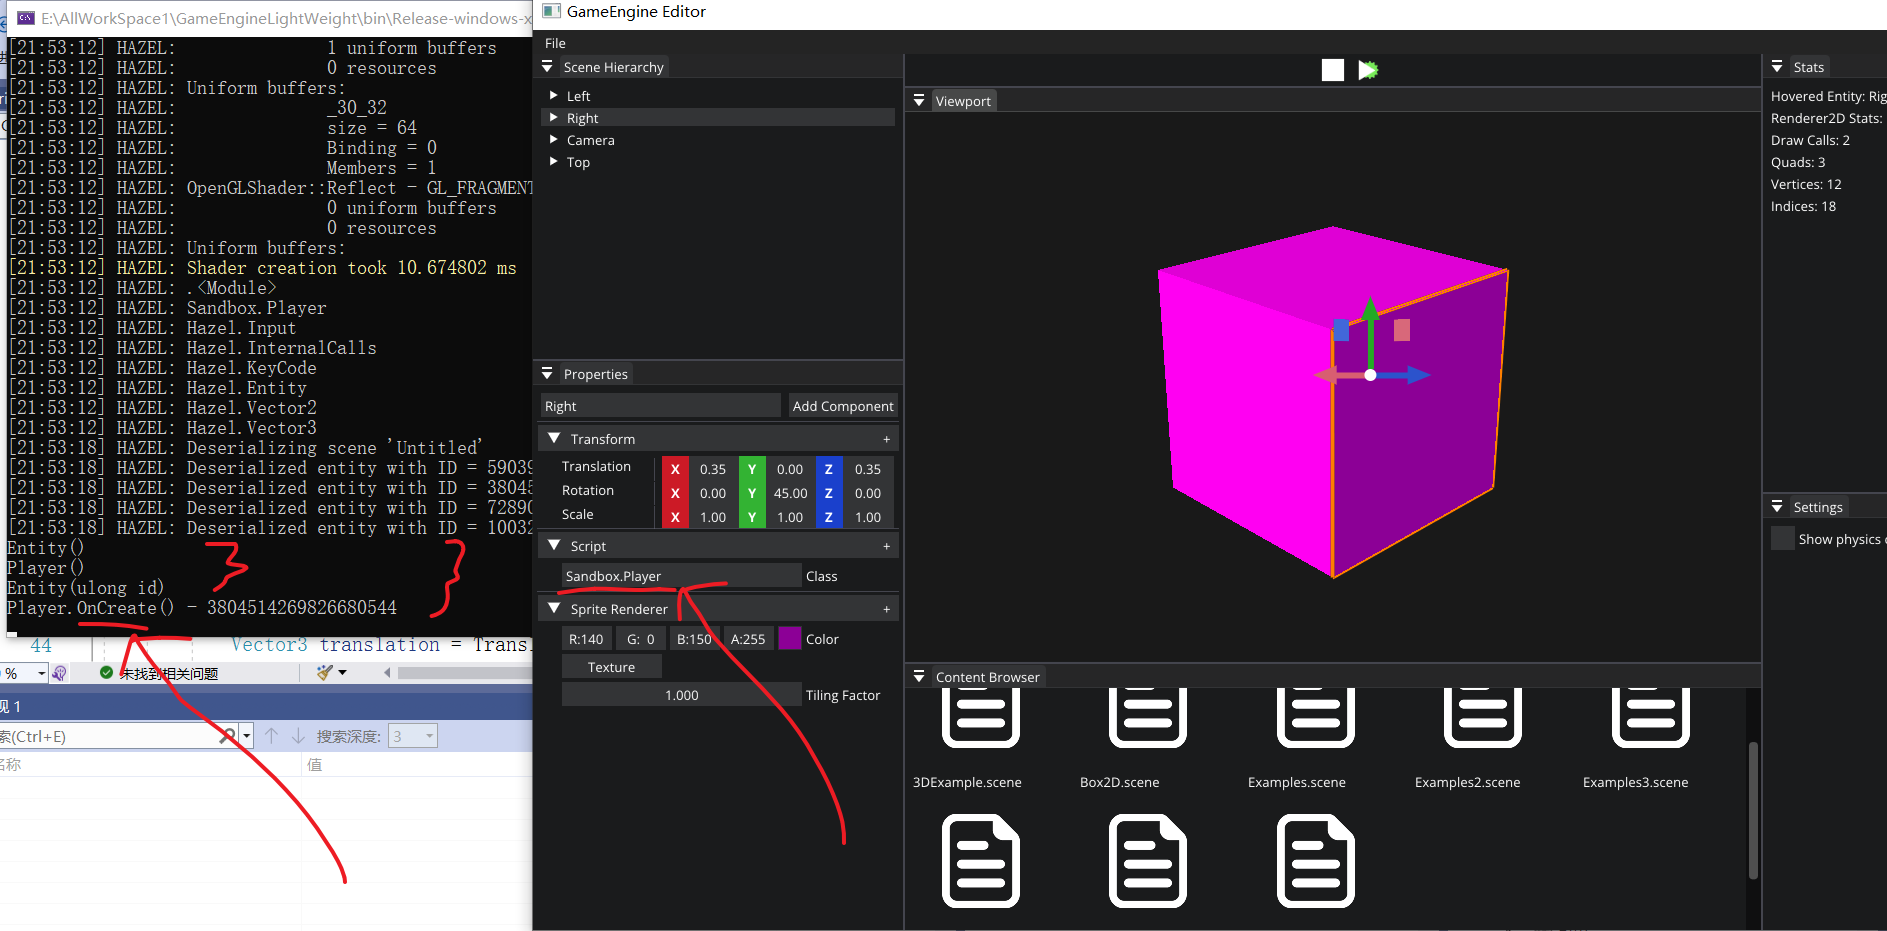 E:\AllWorkSpace1\GameEngineLightWeight\bin\Release-windows-x
[21:53:12] HAZEL: 1 uniform buffers
[21:53:12] HAZEL: 0 resources
[21:53:12] HAZEL: Uniform buffers:
[21:53:12] HAZEL: _30_32
[21:53:12] HAZEL: size = 64
[21:53:12] HAZEL: Binding = 0
[21:53:12] HAZEL: Members = 1
[21:53:12] HAZEL: OpenGLShader::Reflect - GL_FRAGMENT
[21:53:12] HAZEL: 0 uniform buffers
[21:53:12] HAZEL: 0 resources
[21:53:12] HAZEL: Uniform buffers:
[21:53:12] HAZEL: Shader creation took 10.674802 ms
[21:53:12] HAZEL: .<Module>
[21:53:12] HAZEL: Sandbox.Player
[21:53:12] HAZEL: Hazel.Input
[21:53:12] HAZEL: Hazel.InternalCalls
[21:53:12] HAZEL: Hazel.KeyCode
[21:53:12] HAZEL: Hazel.Entity
[21:53:12] HAZEL: Hazel.Vector2
[21:53:12] HAZEL: Hazel.Vector3
[21:53:18] HAZEL: Deserializing scene 'Untitled'
[21:53:18] HAZEL: Deserialized entity with ID = 59039
[21:53:18] HAZEL: Deserialized entity with ID = 38045
[21:53:18] HAZEL: Deserialized entity with ID = 72890
[21:53:18] HAZEL: Deserialized entity with ID = 10032
Entity()
Player()
Entity(ulong id)
Player.OnCreate() - 3804514269826680544
44 Vector3 translation = Trans
% 未找到相关问题
视 1
索(Ctrl+E) 搜索深度: 3
名称 值
GameEngine Editor
File
Scene Hierarchy
Left
Right
Camera
Top
Properties
Right Add Component
Transform +
Translation X 0.35 Y 0.00 Z 0.35
Rotation X 0.00 Y 45.00 Z 0.00
Scale X 1.00 Y 1.00 Z 1.00
Script +
Sandbox.Player Class
Sprite Renderer +
R:140 G: 0 B:150 A:255 Color
Texture
1.000 Tiling Factor
Viewport
Content Browser
3DExample.scene Box2D.scene Examples.scene Examples2.scene Examples3.scene
Stats
Hovered Entity: Rig
Renderer2D Stats:
Draw Calls: 2
Quads: 3
Vertices: 12
Indices: 18
Settings
Show physics c